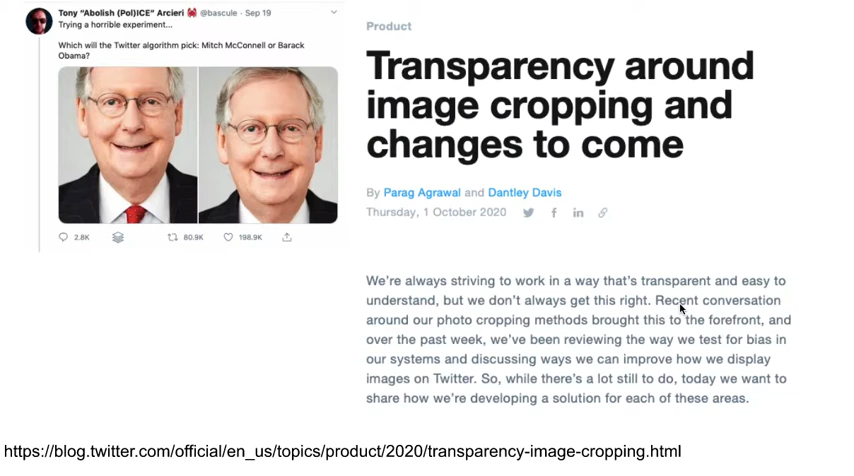 Tony "Abolish (Pol)ICE" Arcieri 🦀 @bascule · Sep 19
Trying a horrible experiment...
Which will the Twitter algorithm pick: Mitch McConnell or Barack
Obama?
2.8K 80.9K 198.9K
Product
Transparency around
image cropping and
changes to come
By Parag Agrawal and Dantley Davis
Thursday, 1 October 2020
We're always striving to work in a way that's transparent and easy to
understand, but we don't always get this right. Recent conversation
around our photo cropping methods brought this to the forefront, and
over the past week, we've been reviewing the way we test for bias in
our systems and discussing ways we can improve how we display
images on Twitter. So, while there's a lot still to do, today we want to
share how we're developing a solution for each of these areas.
https://blog.twitter.com/official/en_us/topics/product/2020/transparency-image-cropping.html